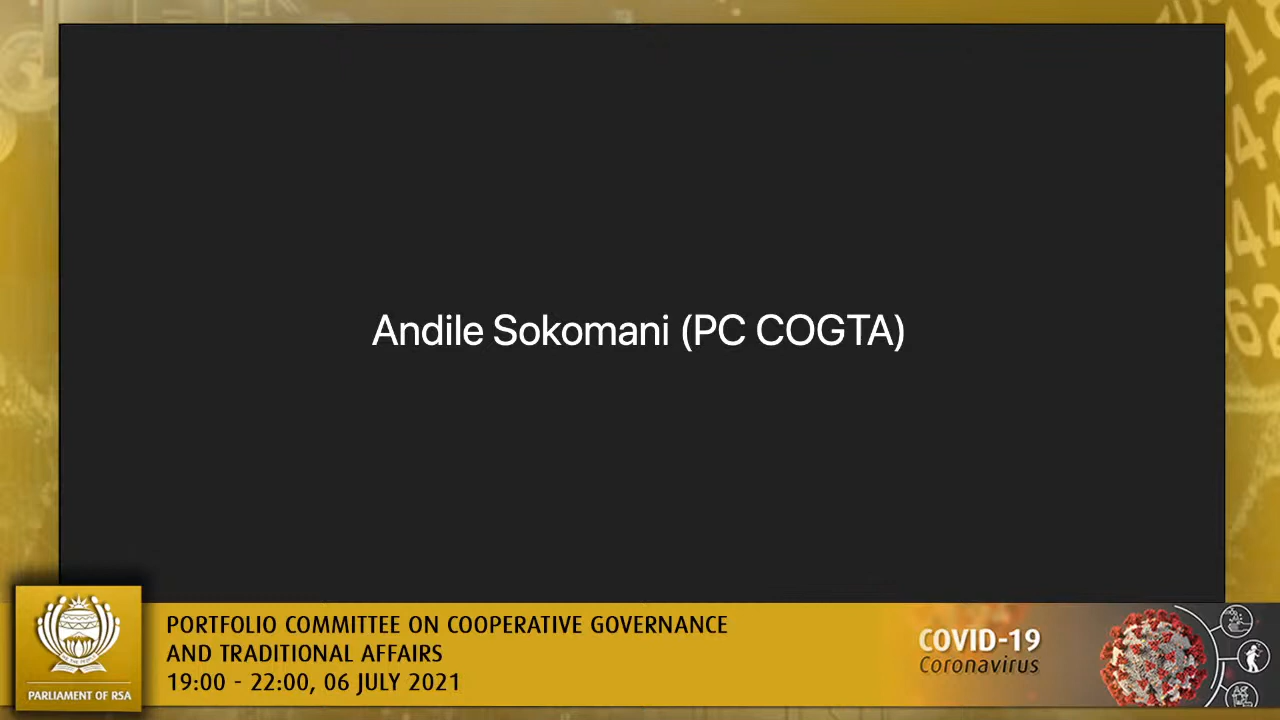 Andile Sokomani (PC COGTA)
PORTFOLIO COMMITTEE ON COOPERATIVE GOVERNANCE
AND TRADITIONAL AFFAIRS
19:00 - 22:00, 06 JULY 2021
PARLIAMENT OF RSA
COVID-19
Coronavirus